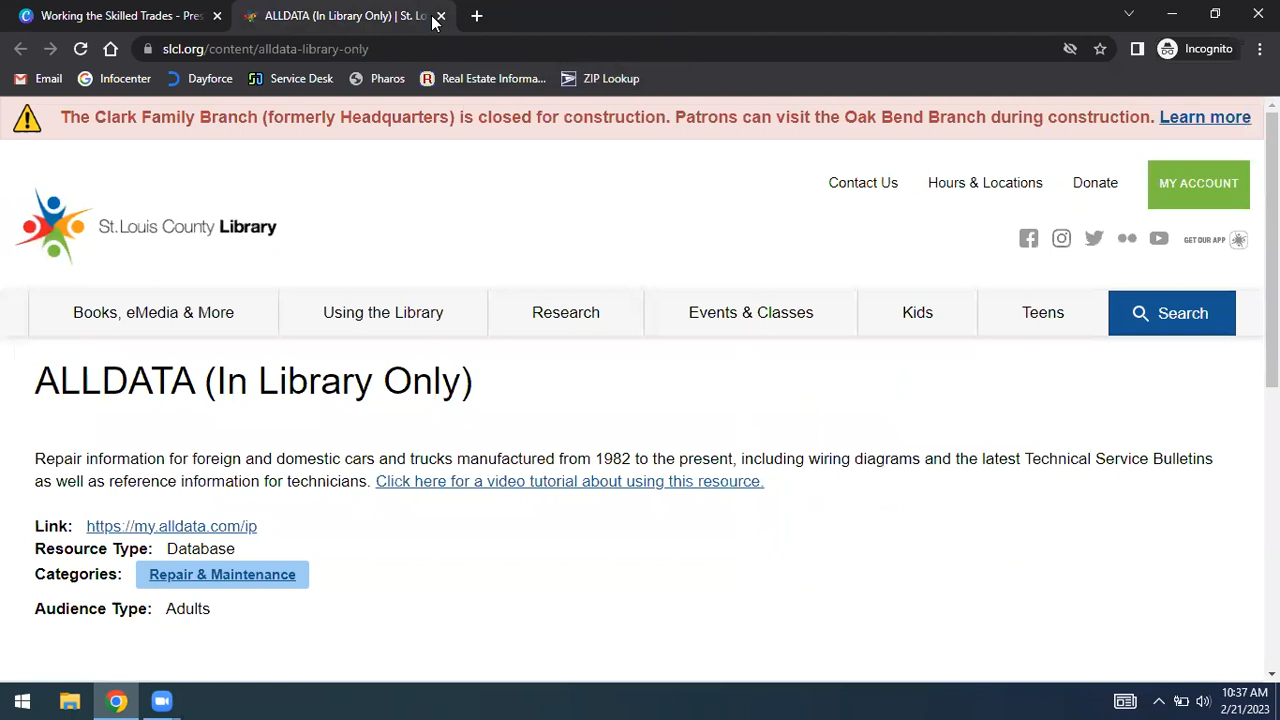 Working the Skilled Trades - Pres
ALLDATA (In Library Only) | St. Lo
slcl.org/content/alldata-library-only
Incognito
Email
Infocenter
Dayforce
Service Desk
Pharos
Real Estate Informa...
ZIP Lookup
The Clark Family Branch (formerly Headquarters) is closed for construction. Patrons can visit the Oak Bend Branch during construction. Learn more
Contact Us
Hours & Locations
Donate
MY ACCOUNT
St.Louis County Library
GET OUR APP
Books, eMedia & More
Using the Library
Research
Events & Classes
Kids
Teens
Search
ALLDATA (In Library Only)
Repair information for foreign and domestic cars and trucks manufactured from 1982 to the present, including wiring diagrams and the latest Technical Service Bulletins
as well as reference information for technicians. Click here for a video tutorial about using this resource.
Link: https://my.alldata.com/ip
Resource Type: Database
Categories: Repair & Maintenance
Audience Type: Adults
10:37 AM
2/21/2023